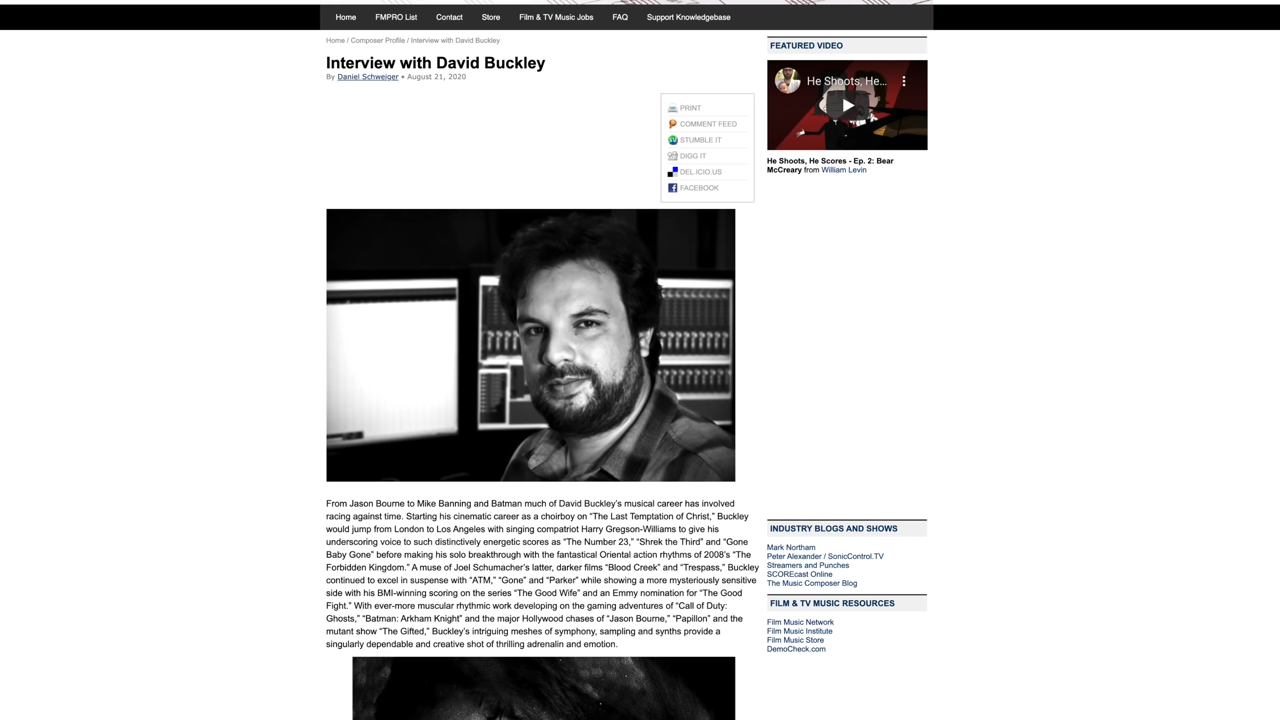 Home FMPRO List Contact Store Film & TV Music Jobs FAQ Support Knowledgebase
Home / Composer Profile / Interview with David Buckley
Interview with David Buckley
By Daniel Schweiger • August 21, 2020
PRINT
COMMENT FEED
STUMBLE IT
DIGG IT
DEL.ICIO.US
FACEBOOK
From Jason Bourne to Mike Banning and Batman much of David Buckley's musical career has involved
racing against time. Starting his cinematic career as a choirboy on "The Last Temptation of Christ," Buckley
would jump from London to Los Angeles with singing compatriot Harry Gregson-Williams to give his
underscoring voice to such distinctively energetic scores as "The Number 23," "Shrek the Third" and "Gone
Baby Gone" before making his solo breakthrough with the fantastical Oriental action rhythms of 2008's "The
Forbidden Kingdom." A muse of Joel Schumacher's latter, darker films "Blood Creek" and "Trespass," Buckley
continued to excel in suspense with "ATM," "Gone" and "Parker" while showing a more mysteriously sensitive
side with his BMI-winning scoring on the series "The Good Wife" and an Emmy nomination for "The Good
Fight." With ever-more muscular rhythmic work developing on the gaming adventures of "Call of Duty:
Ghosts," "Batman: Arkham Knight" and the major Hollywood chases of "Jason Bourne," "Papillon" and the
mutant show "The Gifted," Buckley's intriguing meshes of symphony, sampling and synths provide a
singularly dependable and creative shot of thrilling adrenalin and emotion.
FEATURED VIDEO
He Shoots, He...
He Shoots, He Scores - Ep. 2: Bear
McCreary from William Levin
INDUSTRY BLOGS AND SHOWS
Mark Northam
Peter Alexander / SonicControl.TV
Streamers and Punches
SCOREcast Online
The Music Composer Blog
FILM & TV MUSIC RESOURCES
Film Music Network
Film Music Institute
Film Music Store
DemoCheck.com